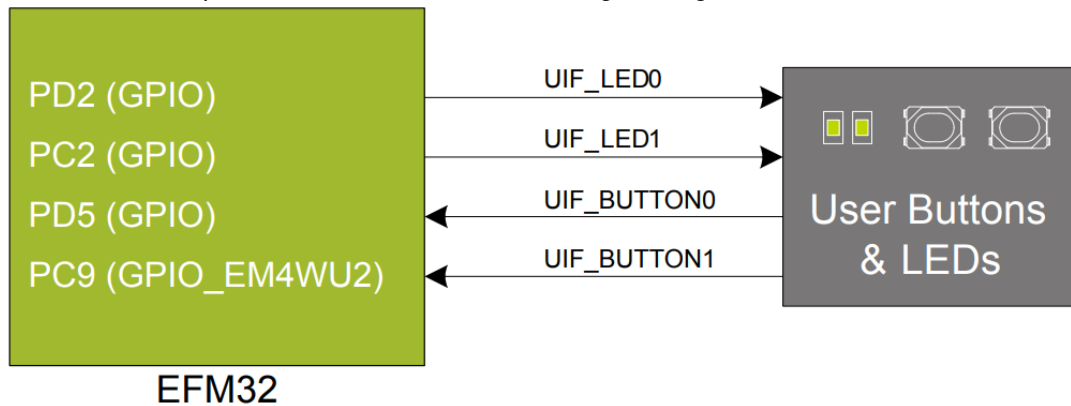 PD2 (GPIO)
PC2 (GPIO)
PD5 (GPIO)
PC9 (GPIO_EM4WU2)
UIF_LED0
UIF_LED1
UIF_BUTTON0
UIF_BUTTON1
User Buttons
& LEDs
EFM32